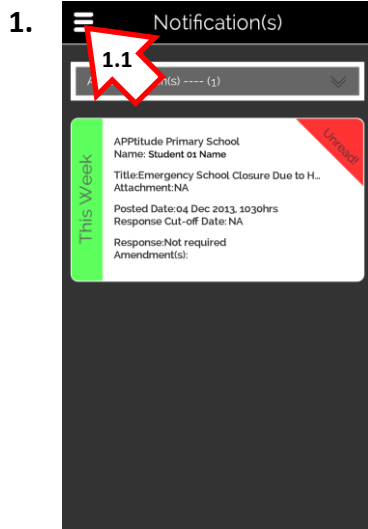 1.
Notification(s)
1.1
(s) ---- (1)
Unread!
This Week
APPtitude Primary School
Name: Student 01 Name
Title:Emergency School Closure Due to H...
Attachment:NA
Posted Date:04 Dec 2013, 1030hrs
Response Cut-off Date: NA
Response:Not required
Amendment(s):